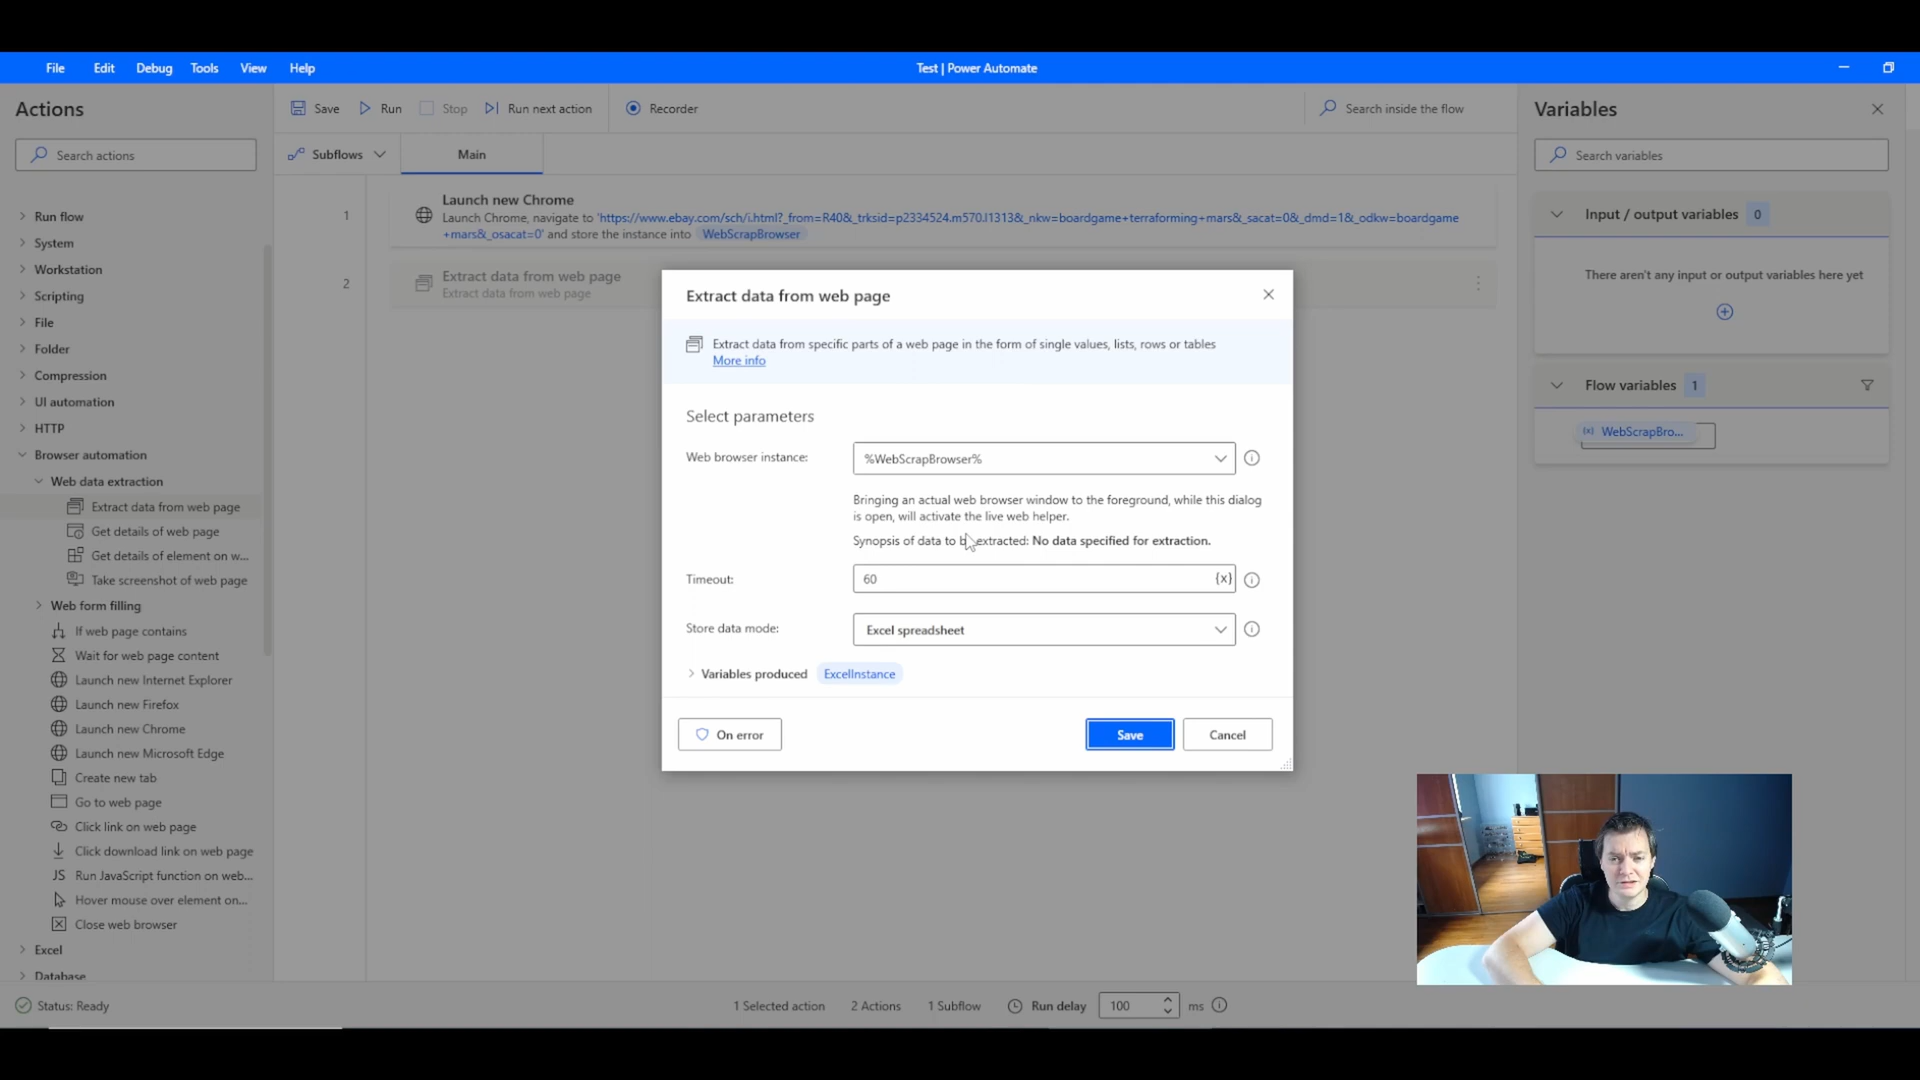 File Edit Debug Tools View Help
Test | Power Automate
Actions
Search actions
Run flow
System
Workstation
Scripting
File
Folder
Compression
UI automation
HTTP
Browser automation
Web data extraction
Extract data from web page
Get details of web page
Get details of element on w...
Take screenshot of web page
Web form filling
If web page contains
Wait for web page content
Launch new Internet Explorer
Launch new Firefox
Launch new Chrome
Launch new Microsoft Edge
Create new tab
Go to web page
Click link on web page
Click download link on web page
JS Run JavaScript function on web...
Hover mouse over element on...
Close web browser
Excel
Database
Save Run Stop Run next action Recorder
Search inside the flow
Subflows Main
1
Launch new Chrome
Launch Chrome, navigate to 'https://www.ebay.com/sch/i.html?_from=R40&_trksid=p2334524.m570.l1313&_nkw=boardgame+terraforming+mars&_sacat=0&_dmd=1&_odkw=boardgame
+mars&_osacat=0' and store the instance into WebScrapBrowser
2
Extract data from web page
Extract data from web page
Extract data from web page
Extract data from specific parts of a web page in the form of single values, lists, rows or tables
More info
Select parameters
Web browser instance: %WebScrapBrowser%
Bringing an actual web browser window to the foreground, while this dialog
is open, will activate the live web helper.
Synopsis of data to be extracted: No data specified for extraction.
Timeout: 60 {x}
Store data mode: Excel spreadsheet
Variables produced ExcelInstance
On error Save Cancel
Variables
Search variables
Input / output variables 0
There aren't any input or output variables here yet
Flow variables 1
{x} WebScrapBro...
Status: Ready
1 Selected action 2 Actions 1 Subflow Run delay 100 ms